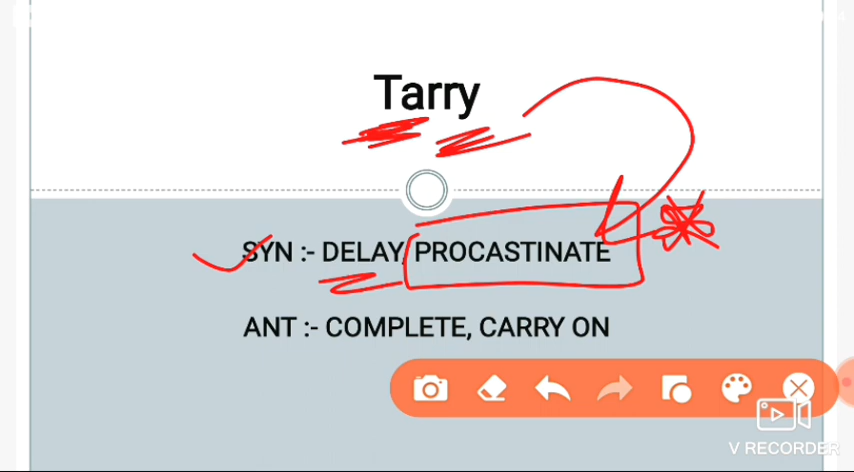 Tarry
SYN :- DELAY, PROCASTINATE
ANT :- COMPLETE, CARRY ON
V RECORDER